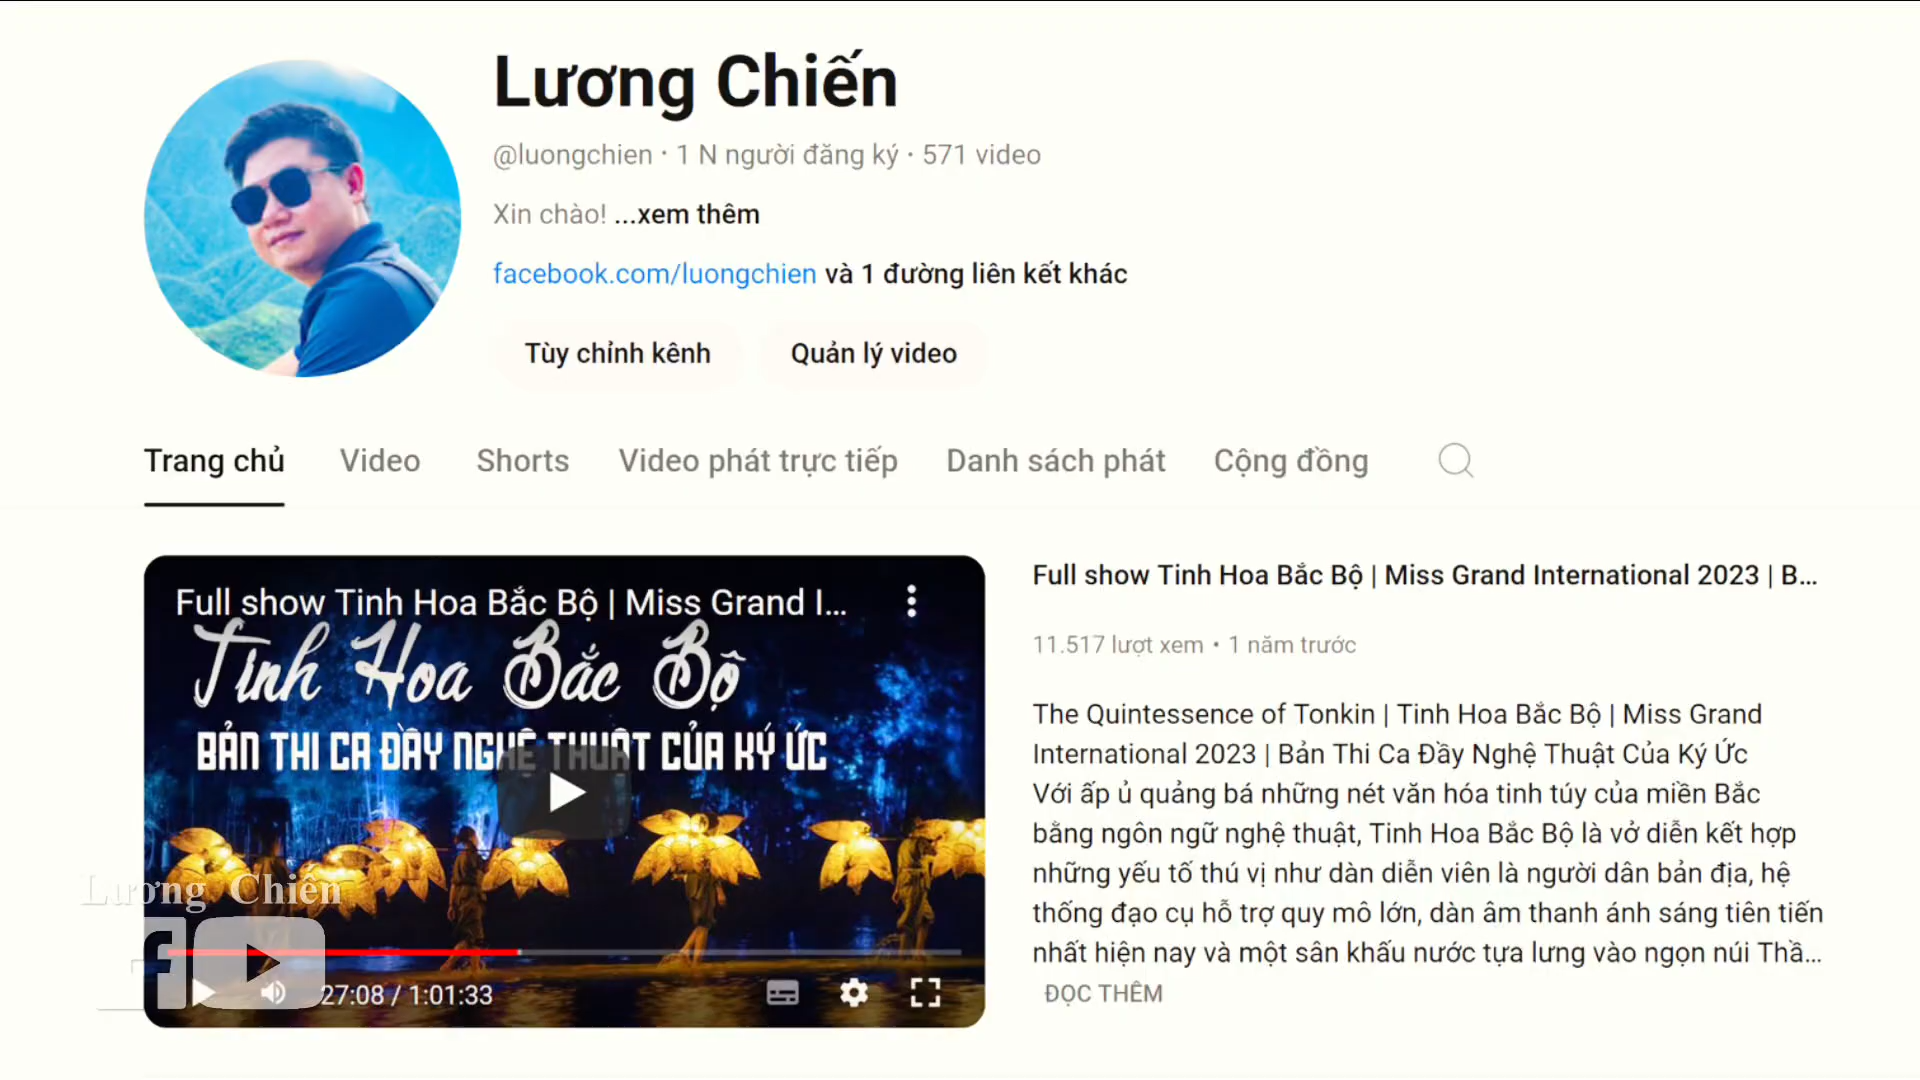 Lương Chiến
@luongchien · 1 N người đăng ký · 571 video
Xin chào! ...xem thêm
facebook.com/luongchien và 1 đường liên kết khác
Tùy chỉnh kênh
Quản lý video
Trang chủ
Video
Shorts
Video phát trực tiếp
Danh sách phát
Cộng đồng
Full show Tinh Hoa Bắc Bộ | Miss Grand I...
Tinh Hoa Bắc Bộ
BẢN THI CA ĐẦY NGHỆ THUẬT CỦA KÝ ỨC
Lương Chiến
27:08 / 1:01:33
Full show Tinh Hoa Bắc Bộ | Miss Grand International 2023 | B...
11.517 lượt xem • 1 năm trước
The Quintessence of Tonkin | Tinh Hoa Bắc Bộ | Miss Grand
International 2023 | Bản Thi Ca Đầy Nghệ Thuật Của Ký Ức
Với ấp ủ quảng bá những nét văn hóa tinh túy của miền Bắc
bằng ngôn ngữ nghệ thuật, Tinh Hoa Bắc Bộ là vở diễn kết hợp
những yếu tố thú vị như dàn diễn viên là người dân bản địa, hệ
thống đạo cụ hỗ trợ quy mô lớn, dàn âm thanh ánh sáng tiên tiến
nhất hiện nay và một sân khấu nước tựa lưng vào ngọn núi Thầ...
ĐỌC THÊM